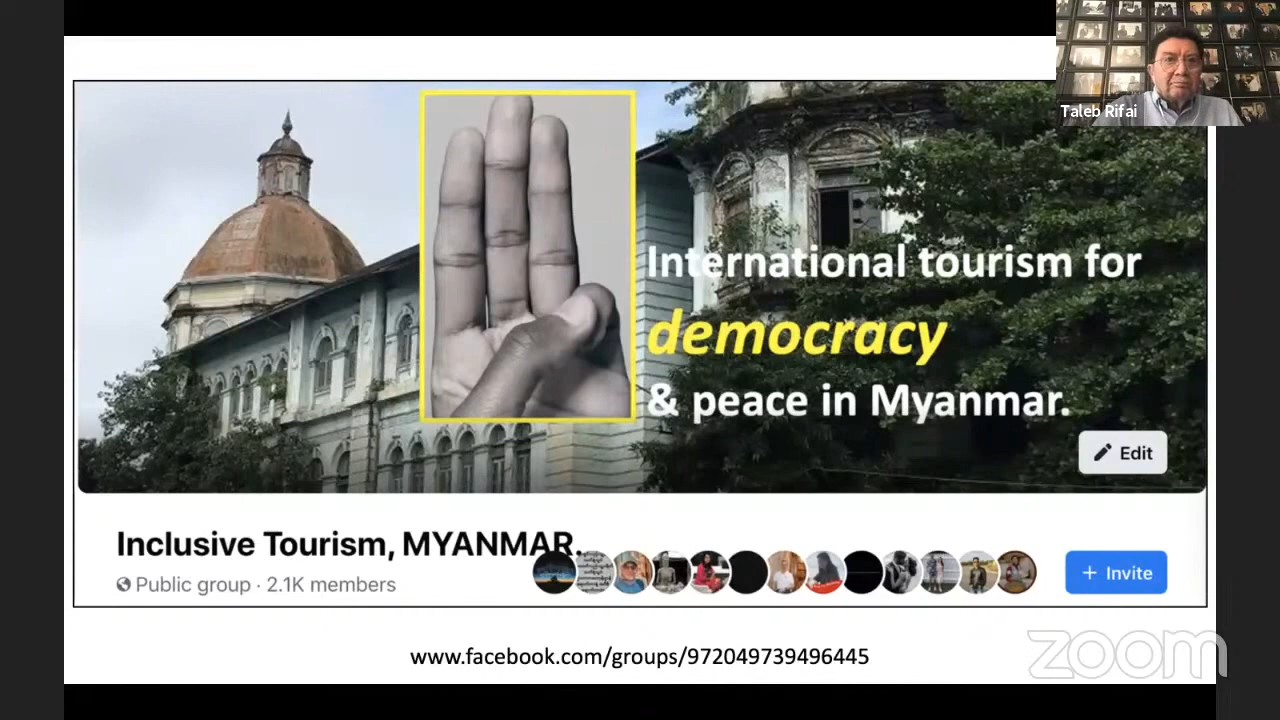 Taleb Rifai
International tourism for
democracy
& peace in Myanmar.
Edit
Inclusive Tourism, MYANMAR.
Public group · 2.1K members
+ Invite
www.facebook.com/groups/972049739496445
zoom